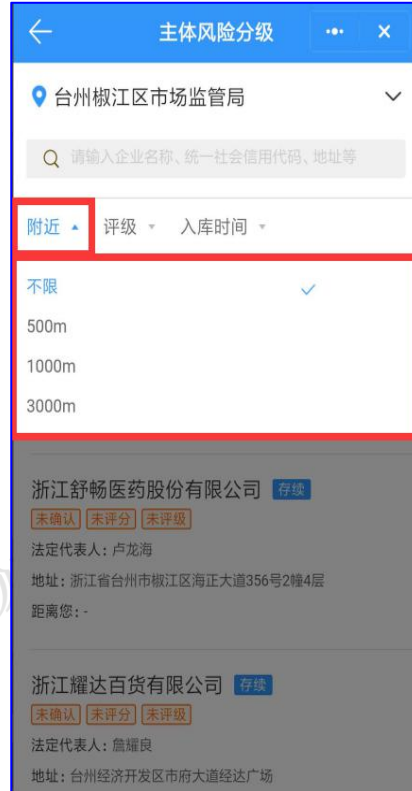 主体风险分级
台州椒江区市场监管局
请输入企业名称、统一社会信用代码、地址等
附近 评级 入库时间
不限
500m
1000m
3000m
浙江舒畅医药股份有限公司 存续
未确认 未评分 未评级
法定代表人：卢龙海
地址：浙江省台州市椒江区海正大道356号2幢4层
距离您：-
浙江耀达百货有限公司 存续
未确认 未评分 未评级
法定代表人：詹耀良
地址：台州经济开发区市府大道经达广场